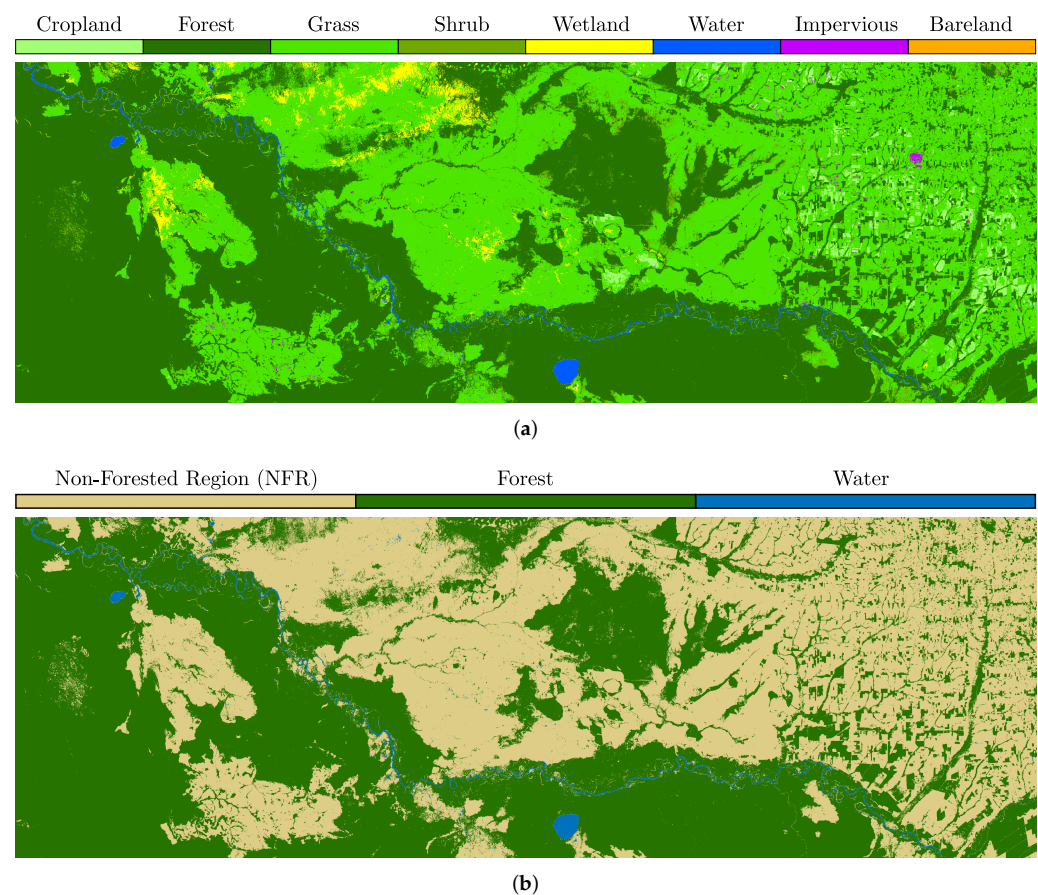 Cropland Forest Grass Shrub Wetland Water Impervious Bareland
(a)
Non-Forested Region (NFR) Forest Water
(b)